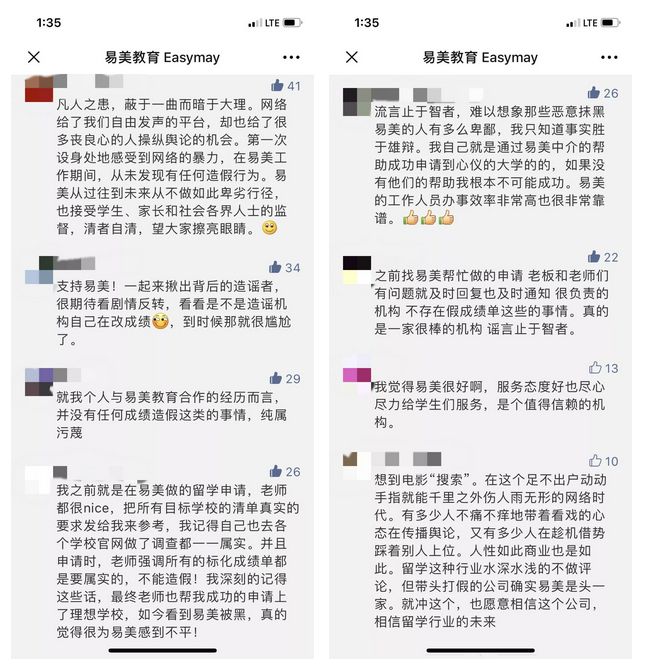 1:35
LTE
易美教育 Easymay
41
凡人之患，蔽于一曲而暗于大理。网络
给了我们自由发声的平台，却也给了很
多丧良心的人操纵舆论的机会。第一次
设身处地感受到网络的暴力，在易美工
作期间，从未发现有任何造假行为。易
美从过往到未来从不做如此卑劣行径，
也接受学生、家长和社会各界人士的监
督，清者自清，望大家擦亮眼睛。
34
支持易美！一起来揪出背后的造谣者，
很期待看剧情反转，看看是不是造谣机
构自己在改成绩，到时候那就很尴尬
了。
29
就我个人与易美教育合作的经历而言，
并没有任何成绩造假这类的事情，纯属
污蔑
26
我之前就是在易美做的留学申请，老师
都很nice，把所有目标学校的清单真实的
要求发给我来参考，我记得自己也去各
个学校官网做了调查都一一属实。并且
申请时，老师强调所有的标化成绩单都
是要属实的，不能造假！我深刻的记得
这些话，最终老师也帮我成功的申请上
了理想学校，如今看到易美被黑，真的
觉得很为易美感到不平！
1:35
LTE
易美教育 Easymay
26
流言止于智者，难以想象那些恶意抹黑
易美的人有多么卑鄙，我只知道事实胜
于雄辩。我自己就是通过易美中介的帮
助成功申请到心仪的大学的的，如果没
有他们的帮助我根本不可能成功。易美
的工作人员办事效率非常高也很非常靠
谱。
22
之前找易美帮忙做的申请 老板和老师们
有问题就及时回复也及时通知 很负责的
机构 不存在假成绩单这些的事情。真的
是一家很棒的机构 谣言止于智者。
13
我觉得易美很好啊，服务态度好也尽心
尽力给学生们服务，是个值得信赖的机
构。
10
想到电影“搜索”。在这个足不出户动动
手指就能千里之外伤人雨无形的网络时
代。有多少人不痛不痒地带着看戏的心
态在传播舆论，又有多少人在趁机借势
踩着别人上位。人性如此商业也是如
此。留学这种行业水深水浅的不做评
论，但带头打假的公司确实易美是头一
家。就冲这个，也愿意相信这个公司，
相信留学行业的未来